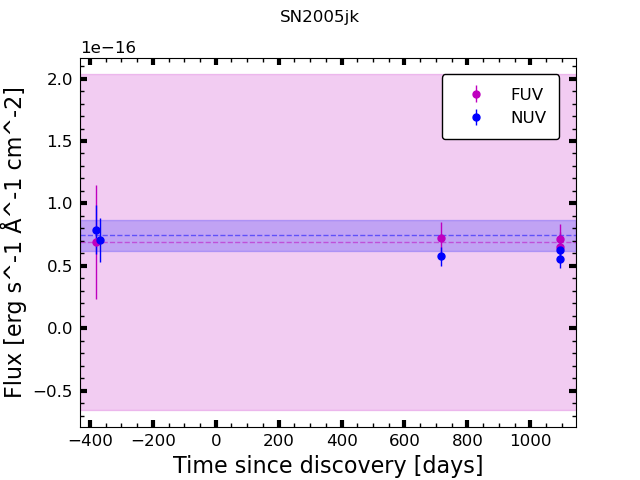 SN2005jk
1e−16
2.0
1.5
1.0
0.5
0.0
−0.5
Flux [erg s^-1 Å^-1 cm^-2]
FUV
NUV
−400 −200 0 200 400 600 800 1000
Time since discovery [days]